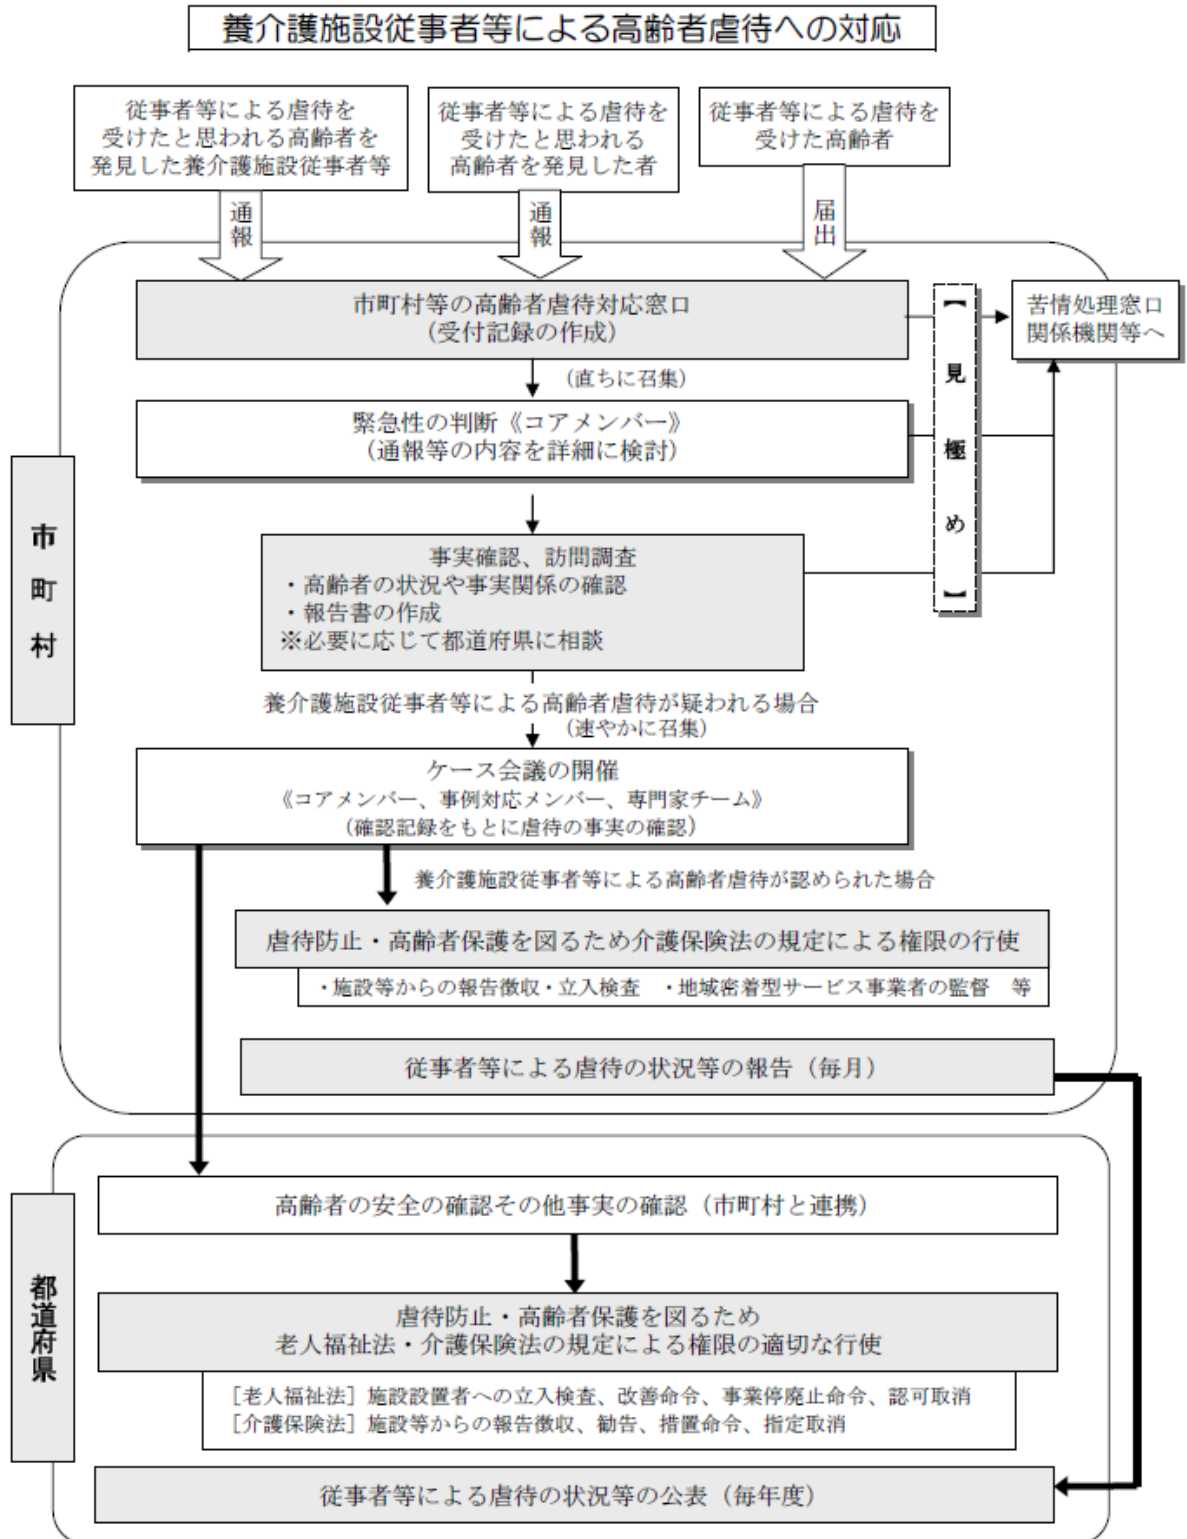 養介護施設従事者等による高齢者虐待への対応
従事者等による虐待を
受けたと思われる高齢者を
発見した養介護施設従事者等
従事者等による虐待を
受けたと思われる
高齢者を発見した者
従事者等による虐待を
受けた高齢者
通報
通報
届出
市町村等の高齢者虐待対応窓口
(受付記録の作成)
苦情処理窓口
関係機関等へ
【見極め】
(直ちに召集)
緊急性の判断《コアメンバー》
(通報等の内容を詳細に検討)
市町村
事実確認、訪問調査
・高齢者の状況や事実関係の確認
・報告書の作成
※必要に応じて都道府県に相談
養介護施設従事者等による高齢者虐待が疑われる場合
(速やかに召集)
ケース会議の開催
《コアメンバー、事例対応メンバー、専門家チーム》
(確認記録をもとに虐待の事実の確認)
養介護施設従事者等による高齢者虐待が認められた場合
虐待防止・高齢者保護を図るため介護保険法の規定による権限の行使
・施設等からの報告徴収・立入検査　・地域密着型サービス事業者の監督　等
従事者等による虐待の状況等の報告(毎月)
都道府県
高齢者の安全の確認その他事実の確認(市町村と連携)
虐待防止・高齢者保護を図るため
老人福祉法・介護保険法の規定による権限の適切な行使
[老人福祉法] 施設設置者への立入検査、改善命令、事業停廃止命令、認可取消
[介護保険法] 施設等からの報告徴収、勧告、措置命令、指定取消
従事者等による虐待の状況等の公表(毎年度)